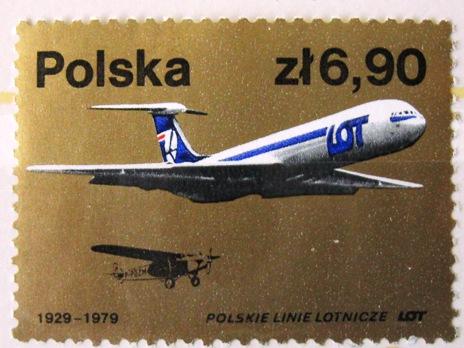 Polska zł6,90
LOT
1929-1979 POLSKIE LINIE LOTNICZE LOT